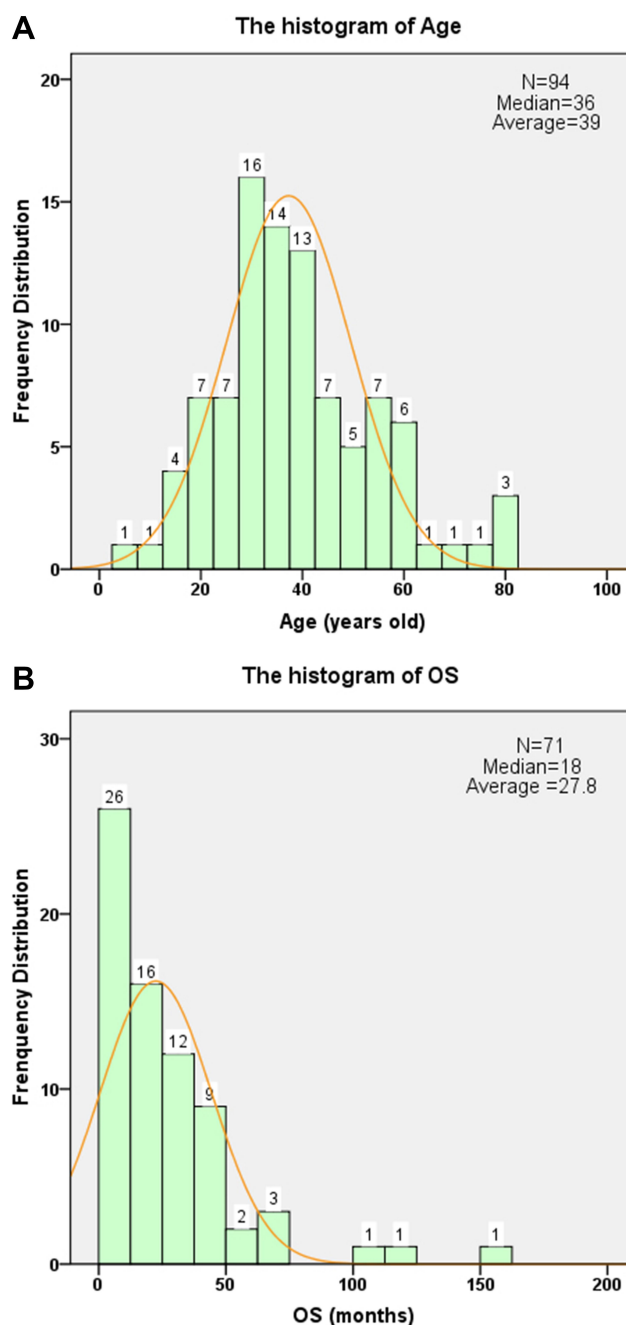 A
The histogram of Age
N=94
Median=36
Average=39
Frequency Distribution
20
15
10
5
0
1 1 4 7 7 16 14 13 7 5 7 6 1 1 1 3
0 20 40 60 80 100
Age (years old)
B
The histogram of OS
N=71
Median=18
Average =27.8
Frenquency Distribution
30
20
10
0
26 16 12 9 2 3 1 1 1
0 50 100 150 200
OS (months)